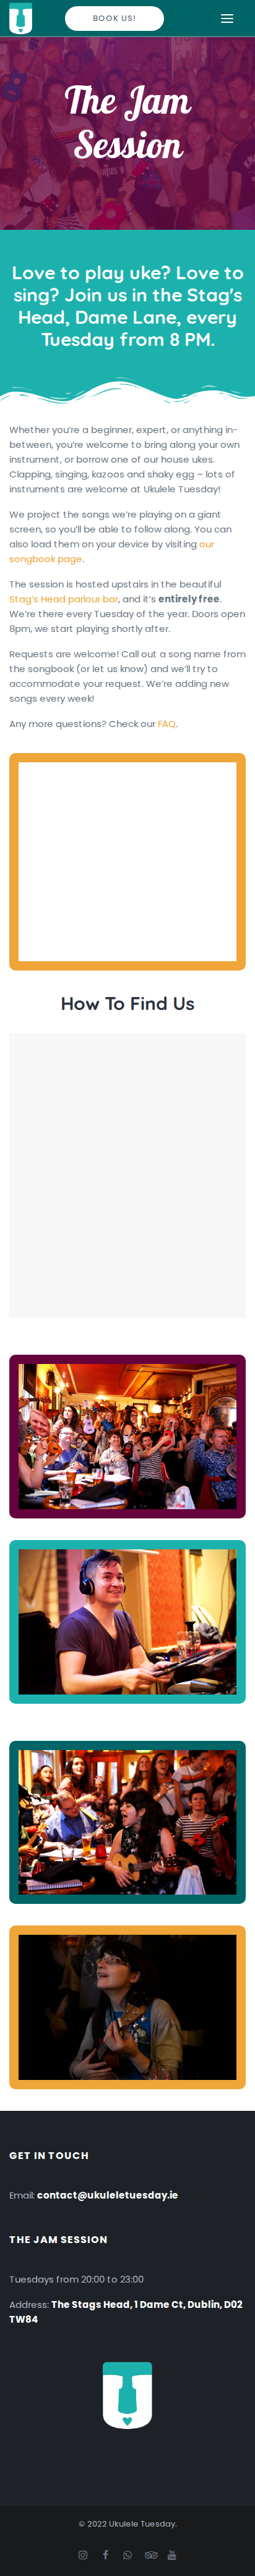 BOOK US!
The Jam
Session
Love to play uke? Love to
sing? Join us in the Stag's
Head, Dame Lane, every
Tuesday from 8 PM.
Whether you're a beginner, expert, or anything in-
between, you're welcome to bring along your own
instrument, or borrow one of our house ukes.
Clapping, singing, kazoos and shaky egg – lots of
instruments are welcome at Ukulele Tuesday!
We project the songs we're playing on a giant
screen, so you'll be able to follow along. You can
also load them on your device by visiting our
songbook page.
The session is hosted upstairs in the beautiful
Stag's Head parlour bar, and it's entirely free.
We're there every Tuesday of the year. Doors open
8pm, we start playing shortly after.
Requests are welcome! Call out a song name from
the songbook (or let us know) and we'll try to
accommodate your request. We're adding new
songs every week!
Any more questions? Check our FAQ.
How To Find Us
GET IN TOUCH
Email: contact@ukuleletuesday.ie
THE JAM SESSION
Tuesdays from 20:00 to 23:00
Address: The Stags Head, 1 Dame Ct, Dublin, D02
TW84
© 2022 Ukulele Tuesday.